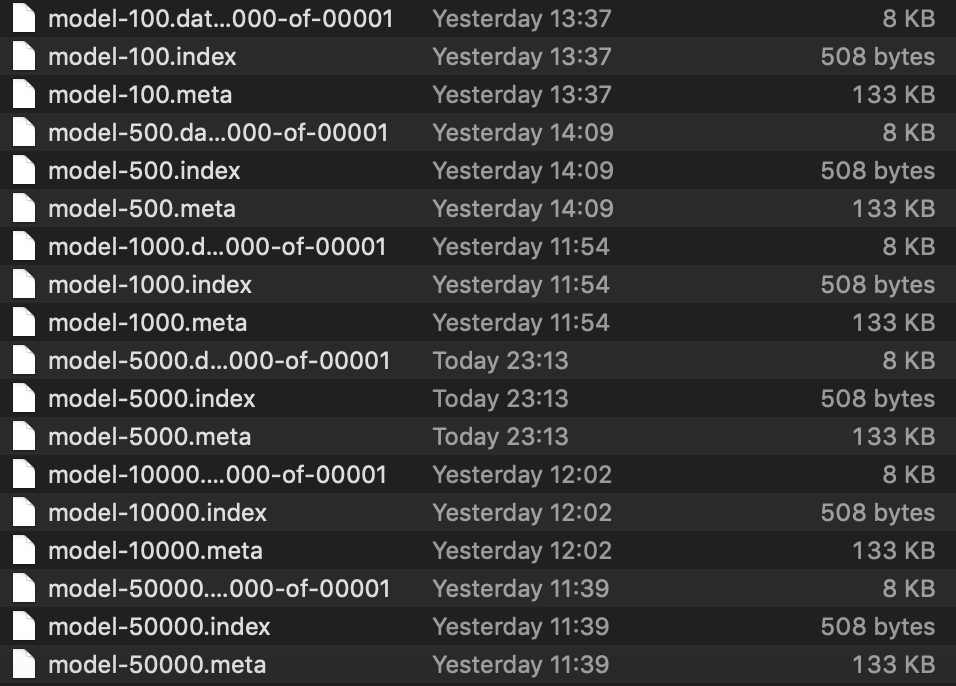 model-100.dat...000-of-00001 Yesterday 13:37 8 KB
model-100.index Yesterday 13:37 508 bytes
model-100.meta Yesterday 13:37 133 KB
model-500.da...000-of-00001 Yesterday 14:09 8 KB
model-500.index Yesterday 14:09 508 bytes
model-500.meta Yesterday 14:09 133 KB
model-1000.d...000-of-00001 Yesterday 11:54 8 KB
model-1000.index Yesterday 11:54 508 bytes
model-1000.meta Yesterday 11:54 133 KB
model-5000.d...000-of-00001 Today 23:13 8 KB
model-5000.index Today 23:13 508 bytes
model-5000.meta Today 23:13 133 KB
model-10000....000-of-00001 Yesterday 12:02 8 KB
model-10000.index Yesterday 12:02 508 bytes
model-10000.meta Yesterday 12:02 133 KB
model-50000....000-of-00001 Yesterday 11:39 8 KB
model-50000.index Yesterday 11:39 508 bytes
model-50000.meta Yesterday 11:39 133 KB